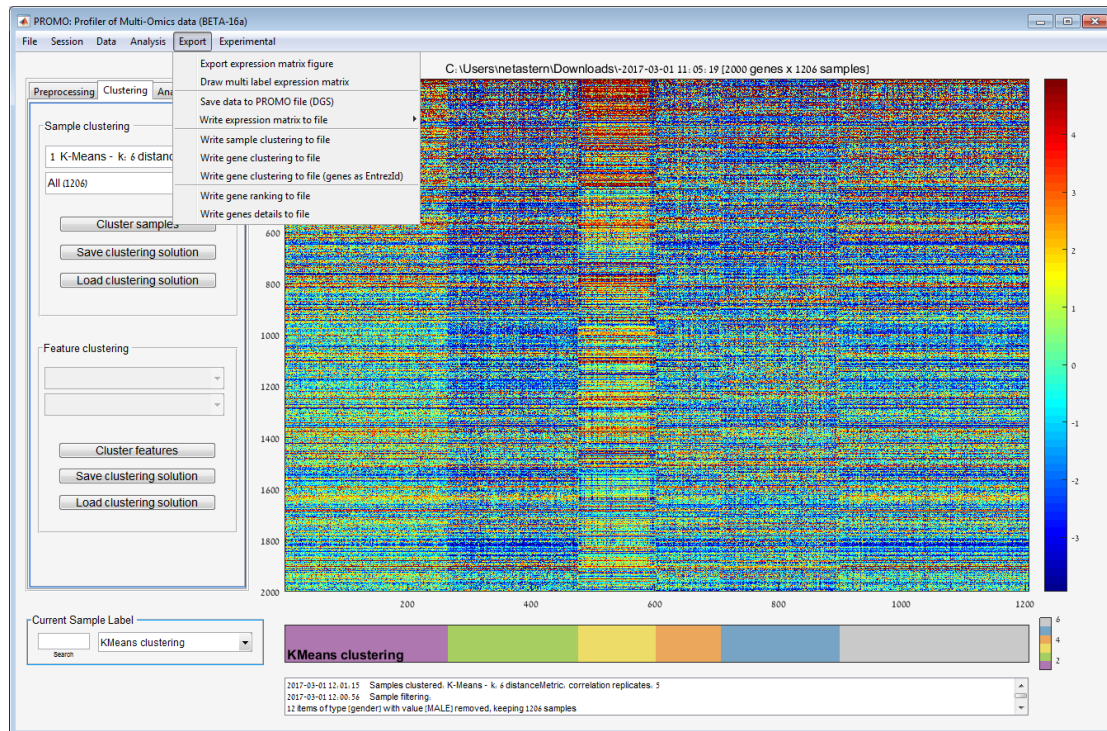 PROMO: Profiler of Multi-Omics data (BETA-16a)
File Session Data Analysis Export Experimental
Export expression matrix figure
Draw multi label expression matrix
Save data to PROMO file (DGS)
Write expression matrix to file
Write sample clustering to file
Write gene clustering to file
Write gene clustering to file (genes as EntrezId)
Write gene ranking to file
Write genes details to file
C:\Users\netastern\Downloads\-2017-03-01 11:05:19 [2000 genes x 1206 samples]
Preprocessing Clustering
Sample clustering
1 K-Means - k: 6
All (1206)
Cluster samples
Save clustering solution
Load clustering solution
Feature clustering
Cluster features
Save clustering solution
Load clustering solution
600
800
1000
1200
1400
1600
1800
2000
200 400 600 800 1000 1200
4
3
2
1
0
-1
-2
-3
Current Sample Label
Search
KMeans clustering
KMeans clustering
6
4
2
2017-03-01 12:01:15 Samples clustered: K-Means - k: 6 distanceMetric: correlation replicates: 5
2017-03-01 12:00:56 Sample filtering:
12 items of type [gender] with value [MALE] removed, keeping 1206 samples